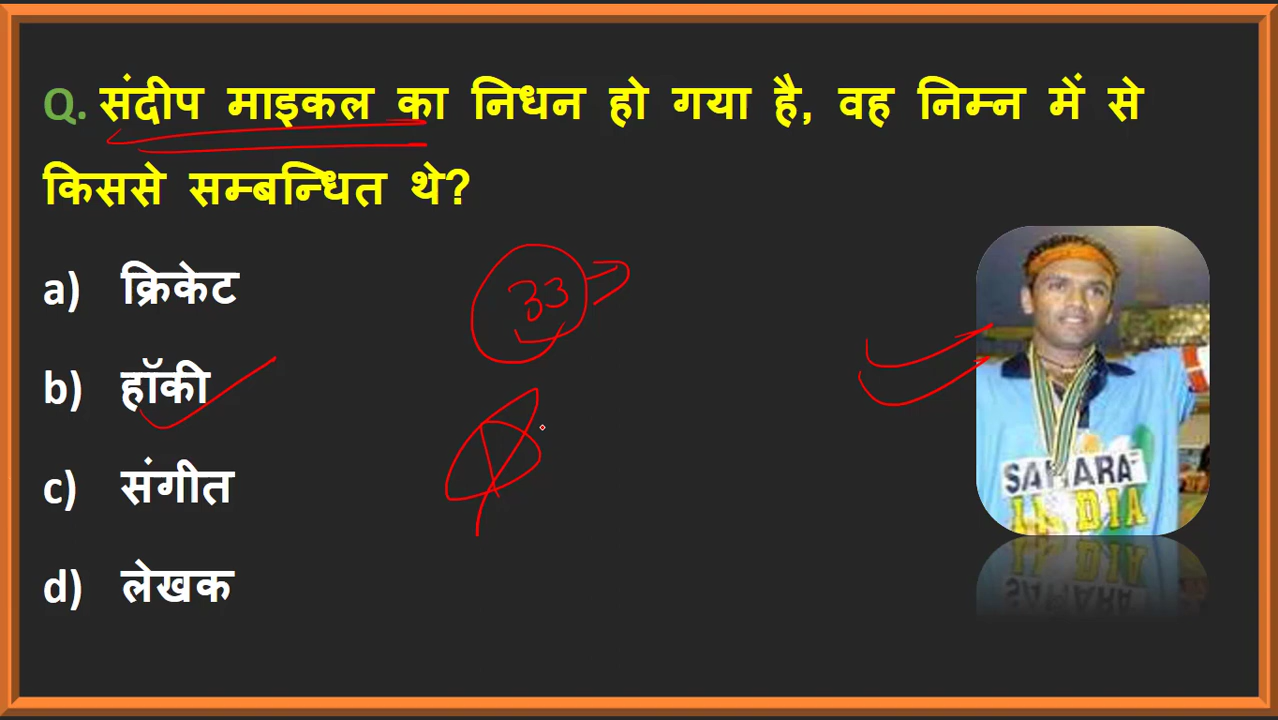 Q. संदीप माइकल का निधन हो गया है, वह निम्न में से
किससे सम्बन्धित थे?
a) क्रिकेट
33
b) हॉकी
c) संगीत
d) लेखक
SAHARA
INDIA